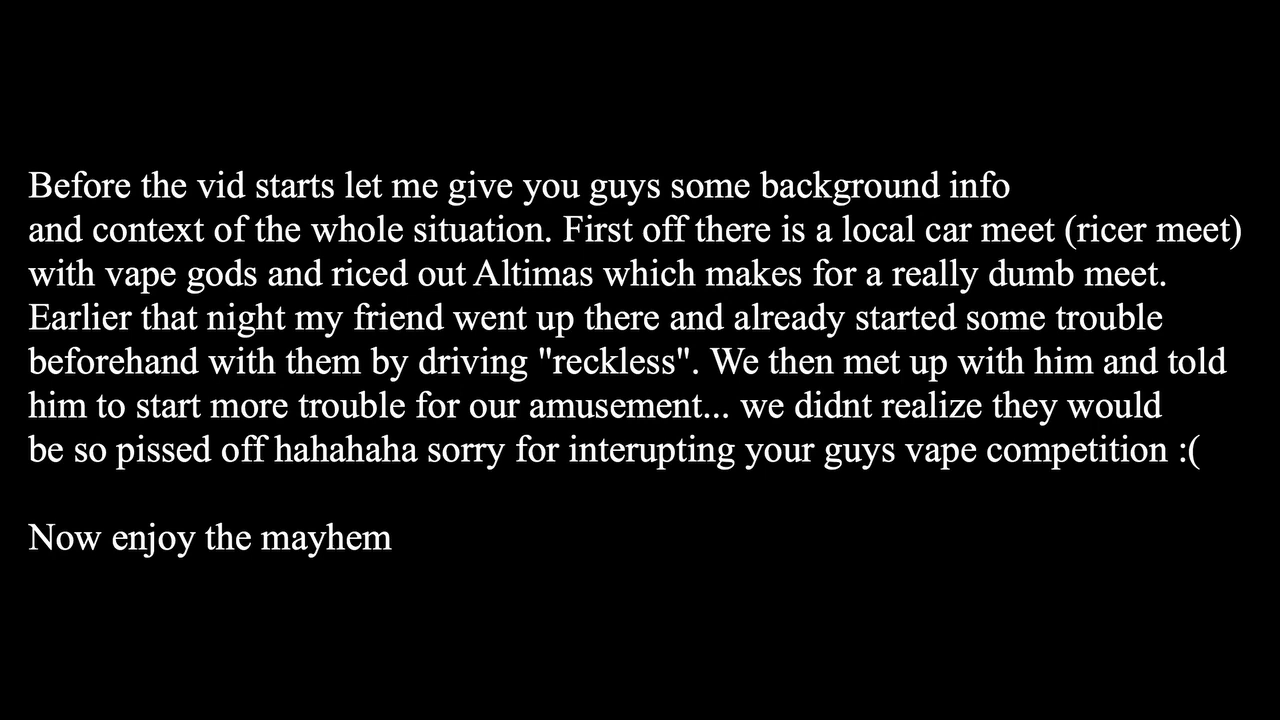 Before the vid starts let me give you guys some background info
and context of the whole situation. First off there is a local car meet (ricer meet)
with vape gods and riced out Altimas which makes for a really dumb meet.
Earlier that night my friend went up there and already started some trouble
beforehand with them by driving "reckless". We then met up with him and told
him to start more trouble for our amusement... we didnt realize they would
be so pissed off hahahaha sorry for interupting your guys vape competition :(
Now enjoy the mayhem